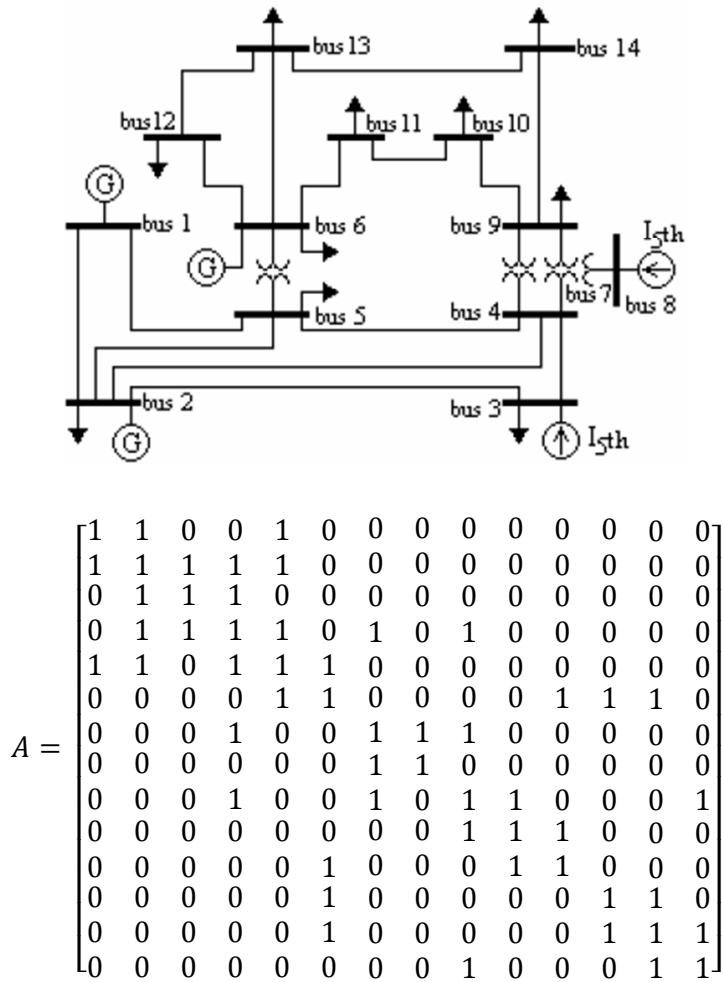 bus 13
bus 14
bus12
bus 11
bus 10
G
bus 1
bus 6
bus 9
I5th
G
bus 7
bus 8
bus 5
bus 4
bus 2
bus 3
G
I5th
1 1 0 0 1 0 0 0 0 0 0 0 0 0
1 1 1 1 1 0 0 0 0 0 0 0 0 0
0 1 1 1 0 0 0 0 0 0 0 0 0 0
0 1 1 1 1 0 1 0 1 0 0 0 0 0
1 1 0 1 1 1 0 0 0 0 0 0 0 0
0 0 0 0 1 1 0 0 0 0 1 1 1 0
A = 0 0 0 1 0 0 1 1 1 0 0 0 0 0
0 0 0 0 0 0 1 1 0 0 0 0 0 0
0 0 0 1 0 0 1 0 1 1 0 0 0 1
0 0 0 0 0 0 0 0 1 1 1 0 0 0
0 0 0 0 0 1 0 0 0 1 1 0 0 0
0 0 0 0 0 1 0 0 0 0 0 1 1 0
0 0 0 0 0 1 0 0 0 0 0 1 1 1
0 0 0 0 0 0 0 0 1 0 0 0 1 1